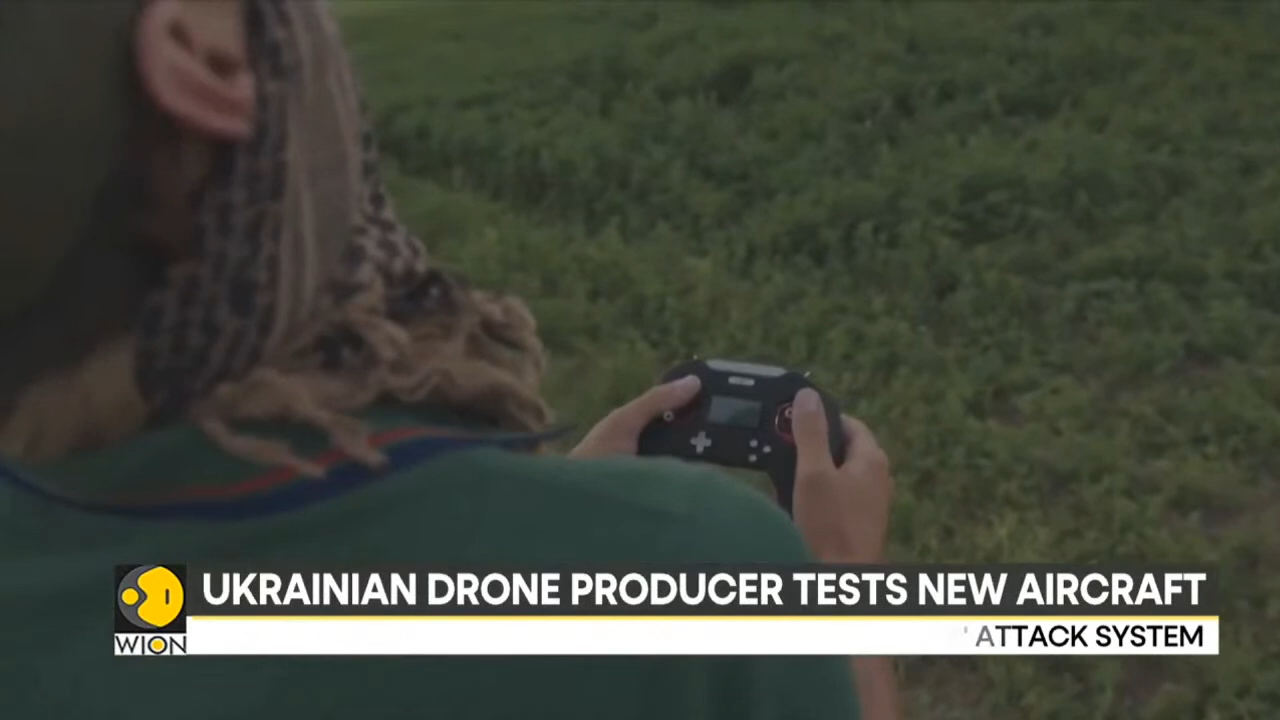 UKRAINIAN DRONE PRODUCER TESTS NEW AIRCRAFT
ATTACK SYSTEM
WION